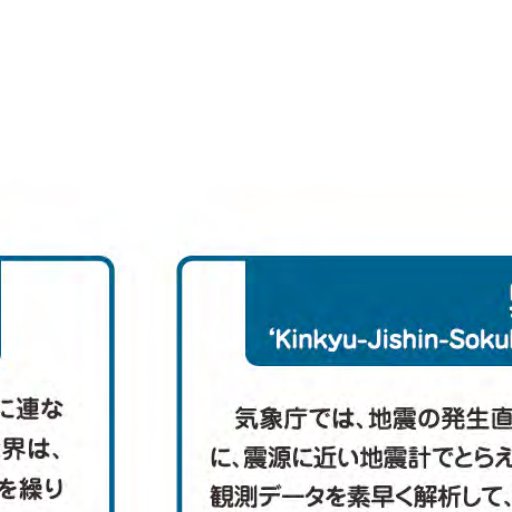 に連な
界は、
を繰り
‘Kinkyu-Jishin-Soku
気象庁では、地震の発生直
に、震源に近い地震計でとらえ
観測データを素早く解析して、